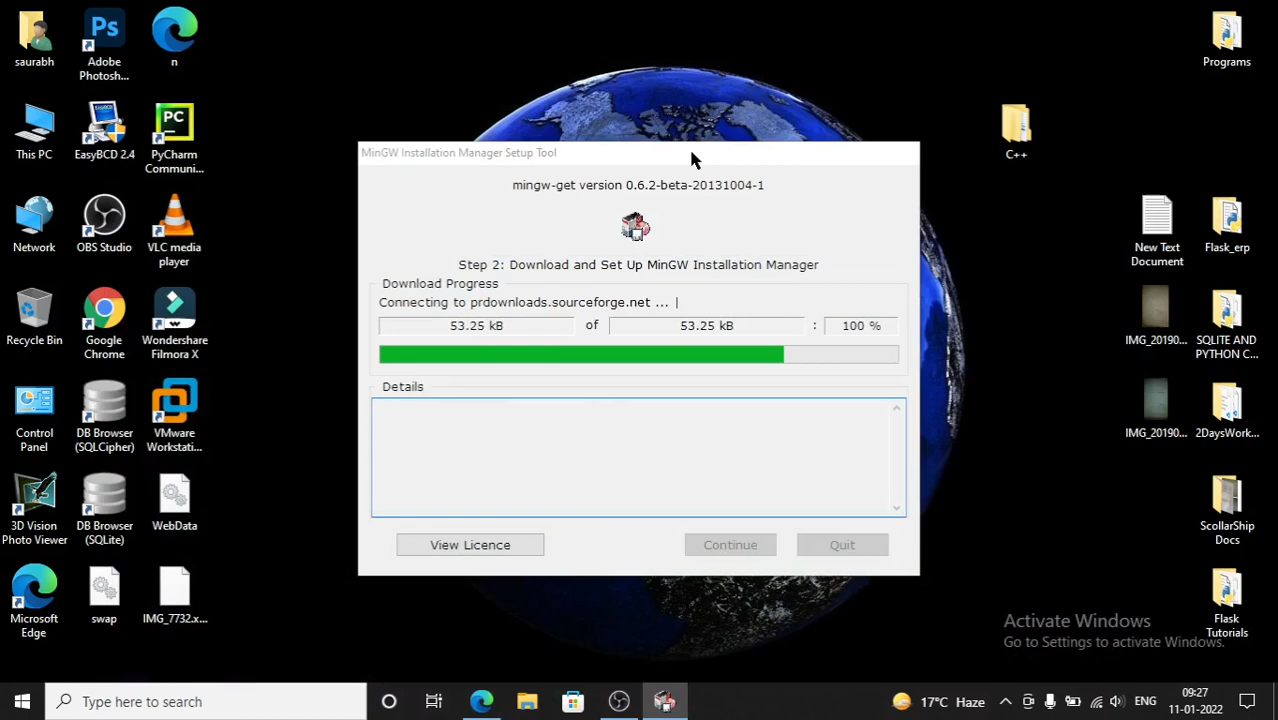 saurabh
Adobe
Photosh...
n
This PC
EasyBCD 2.4
PyCharm
Communi...
Network
OBS Studio
VLC media
player
Recycle Bin
Google
Chrome
Wondershare
Filmora X
Control
Panel
DB Browser
(SQLCipher)
VMware
Workstati...
3D Vision
Photo Viewer
DB Browser
(SQLite)
WebData
Microsoft
Edge
swap
IMG_7732.x...
MinGW Installation Manager Setup Tool
mingw-get version 0.6.2-beta-20131004-1
Step 2: Download and Set Up MinGW Installation Manager
Download Progress
Connecting to prdownloads.sourceforge.net ... |
53.25 kB of 53.25 kB : 100 %
Details
View Licence Continue Quit
C++
Programs
New Text
Document
Flask_erp
IMG_20190...
SQLITE AND
PYTHON C...
IMG_20190...
2DaysWork...
ScollarShip
Docs
Flask
Tutorials
Activate Windows
Go to Settings to activate Windows.
Type here to search
17°C Haze
ENG
09:27
11-01-2022